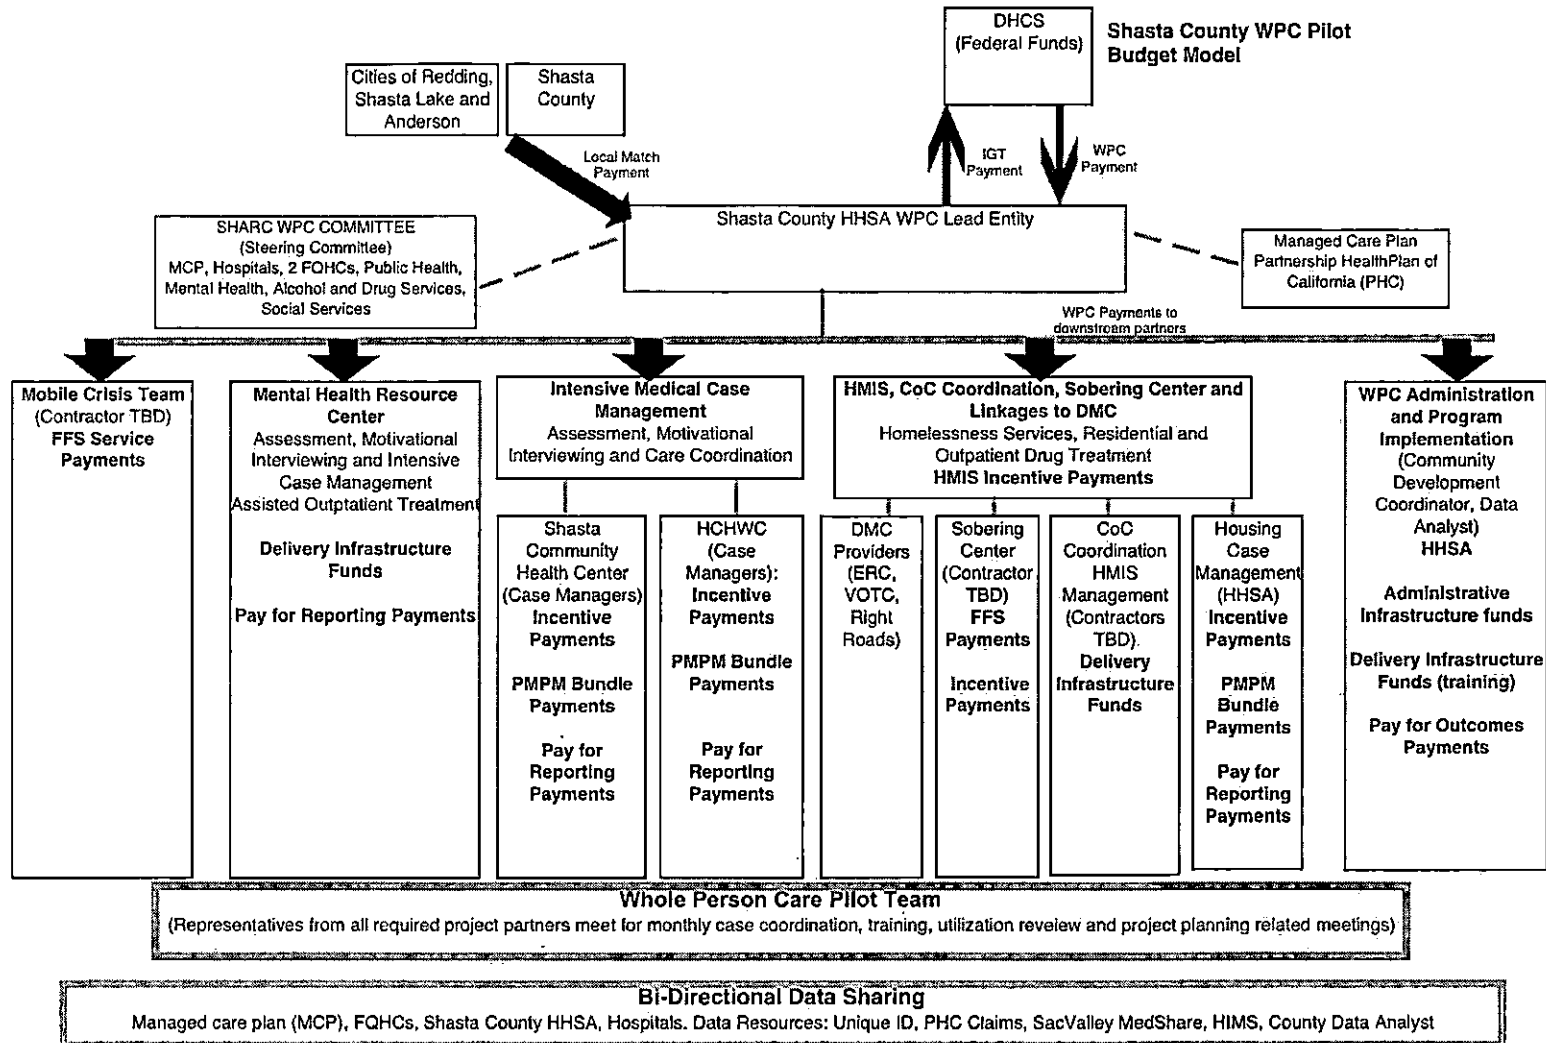 DHCS
(Federal Funds)
Shasta County WPC Pilot
Budget Model
Cities of Redding,
Shasta Lake and
Anderson
Shasta
County
Local Match
Payment
IGT
Payment
WPC
Payment
Shasta County HHSA WPC Lead Entity
SHARC WPC COMMITTEE
(Steering Committee)
MCP, Hospitals, 2 FQHCs, Public Health,
Mental Health, Alcohol and Drug Services,
Social Services
Managed Care Plan
Partnership HealthPlan of
California (PHC)
WPC Payments to
downstream partners
Mobile Crisis Team
(Contractor TBD)
FFS Service
Payments
Mental Health Resource
Center
Assessment, Motivational
Interviewing and Intensive
Case Management
Assisted Outptatient Treatment
Delivery Infrastructure
Funds
Pay for Reporting Payments
Intensive Medical Case
Management
Assessment, Motivational
Interviewing and Care Coordination
Shasta
Community
Health Center
(Case Managers)
Incentive
Payments
PMPM Bundle
Payments
Pay for
Reporting
Payments
HCHWC
(Case
Managers):
Incentive
Payments
PMPM Bundle
Payments
Pay for
Reporting
Payments
HMIS, CoC Coordination, Sobering Center and
Linkages to DMC
Homelessness Services, Residential and
Outpatient Drug Treatment
HMIS Incentive Payments
DMC
Providers
(ERC,
VOTC,
Right
Roads)
Sobering
Center
(Contractor
TBD)
FFS
Payments
Incentive
Payments
CoC
Coordination
HMIS
Management
(Contractors
TBD).
Delivery
Infrastructure
Funds
Housing
Case
Management
(HHSA)
Incentive
Payments
PMPM
Bundle
Payments
Pay for
Reporting
Payments
WPC Administration
and Program
Implementation
(Community
Development
Coordinator, Data
Analyst)
HHSA
Administrative
Infrastructure funds
Delivery Infrastructure
Funds (training)
Pay for Outcomes
Payments
Whole Person Care Pilot Team
(Representatives from all required project partners meet for monthly case coordination, training, utilization reveiew and project planning related meetings)
Bi-Directional Data Sharing
Managed care plan (MCP), FQHCs, Shasta County HHSA, Hospitals. Data Resources: Unique ID, PHC Claims, SacValley MedShare, HIMS, County Data Analyst